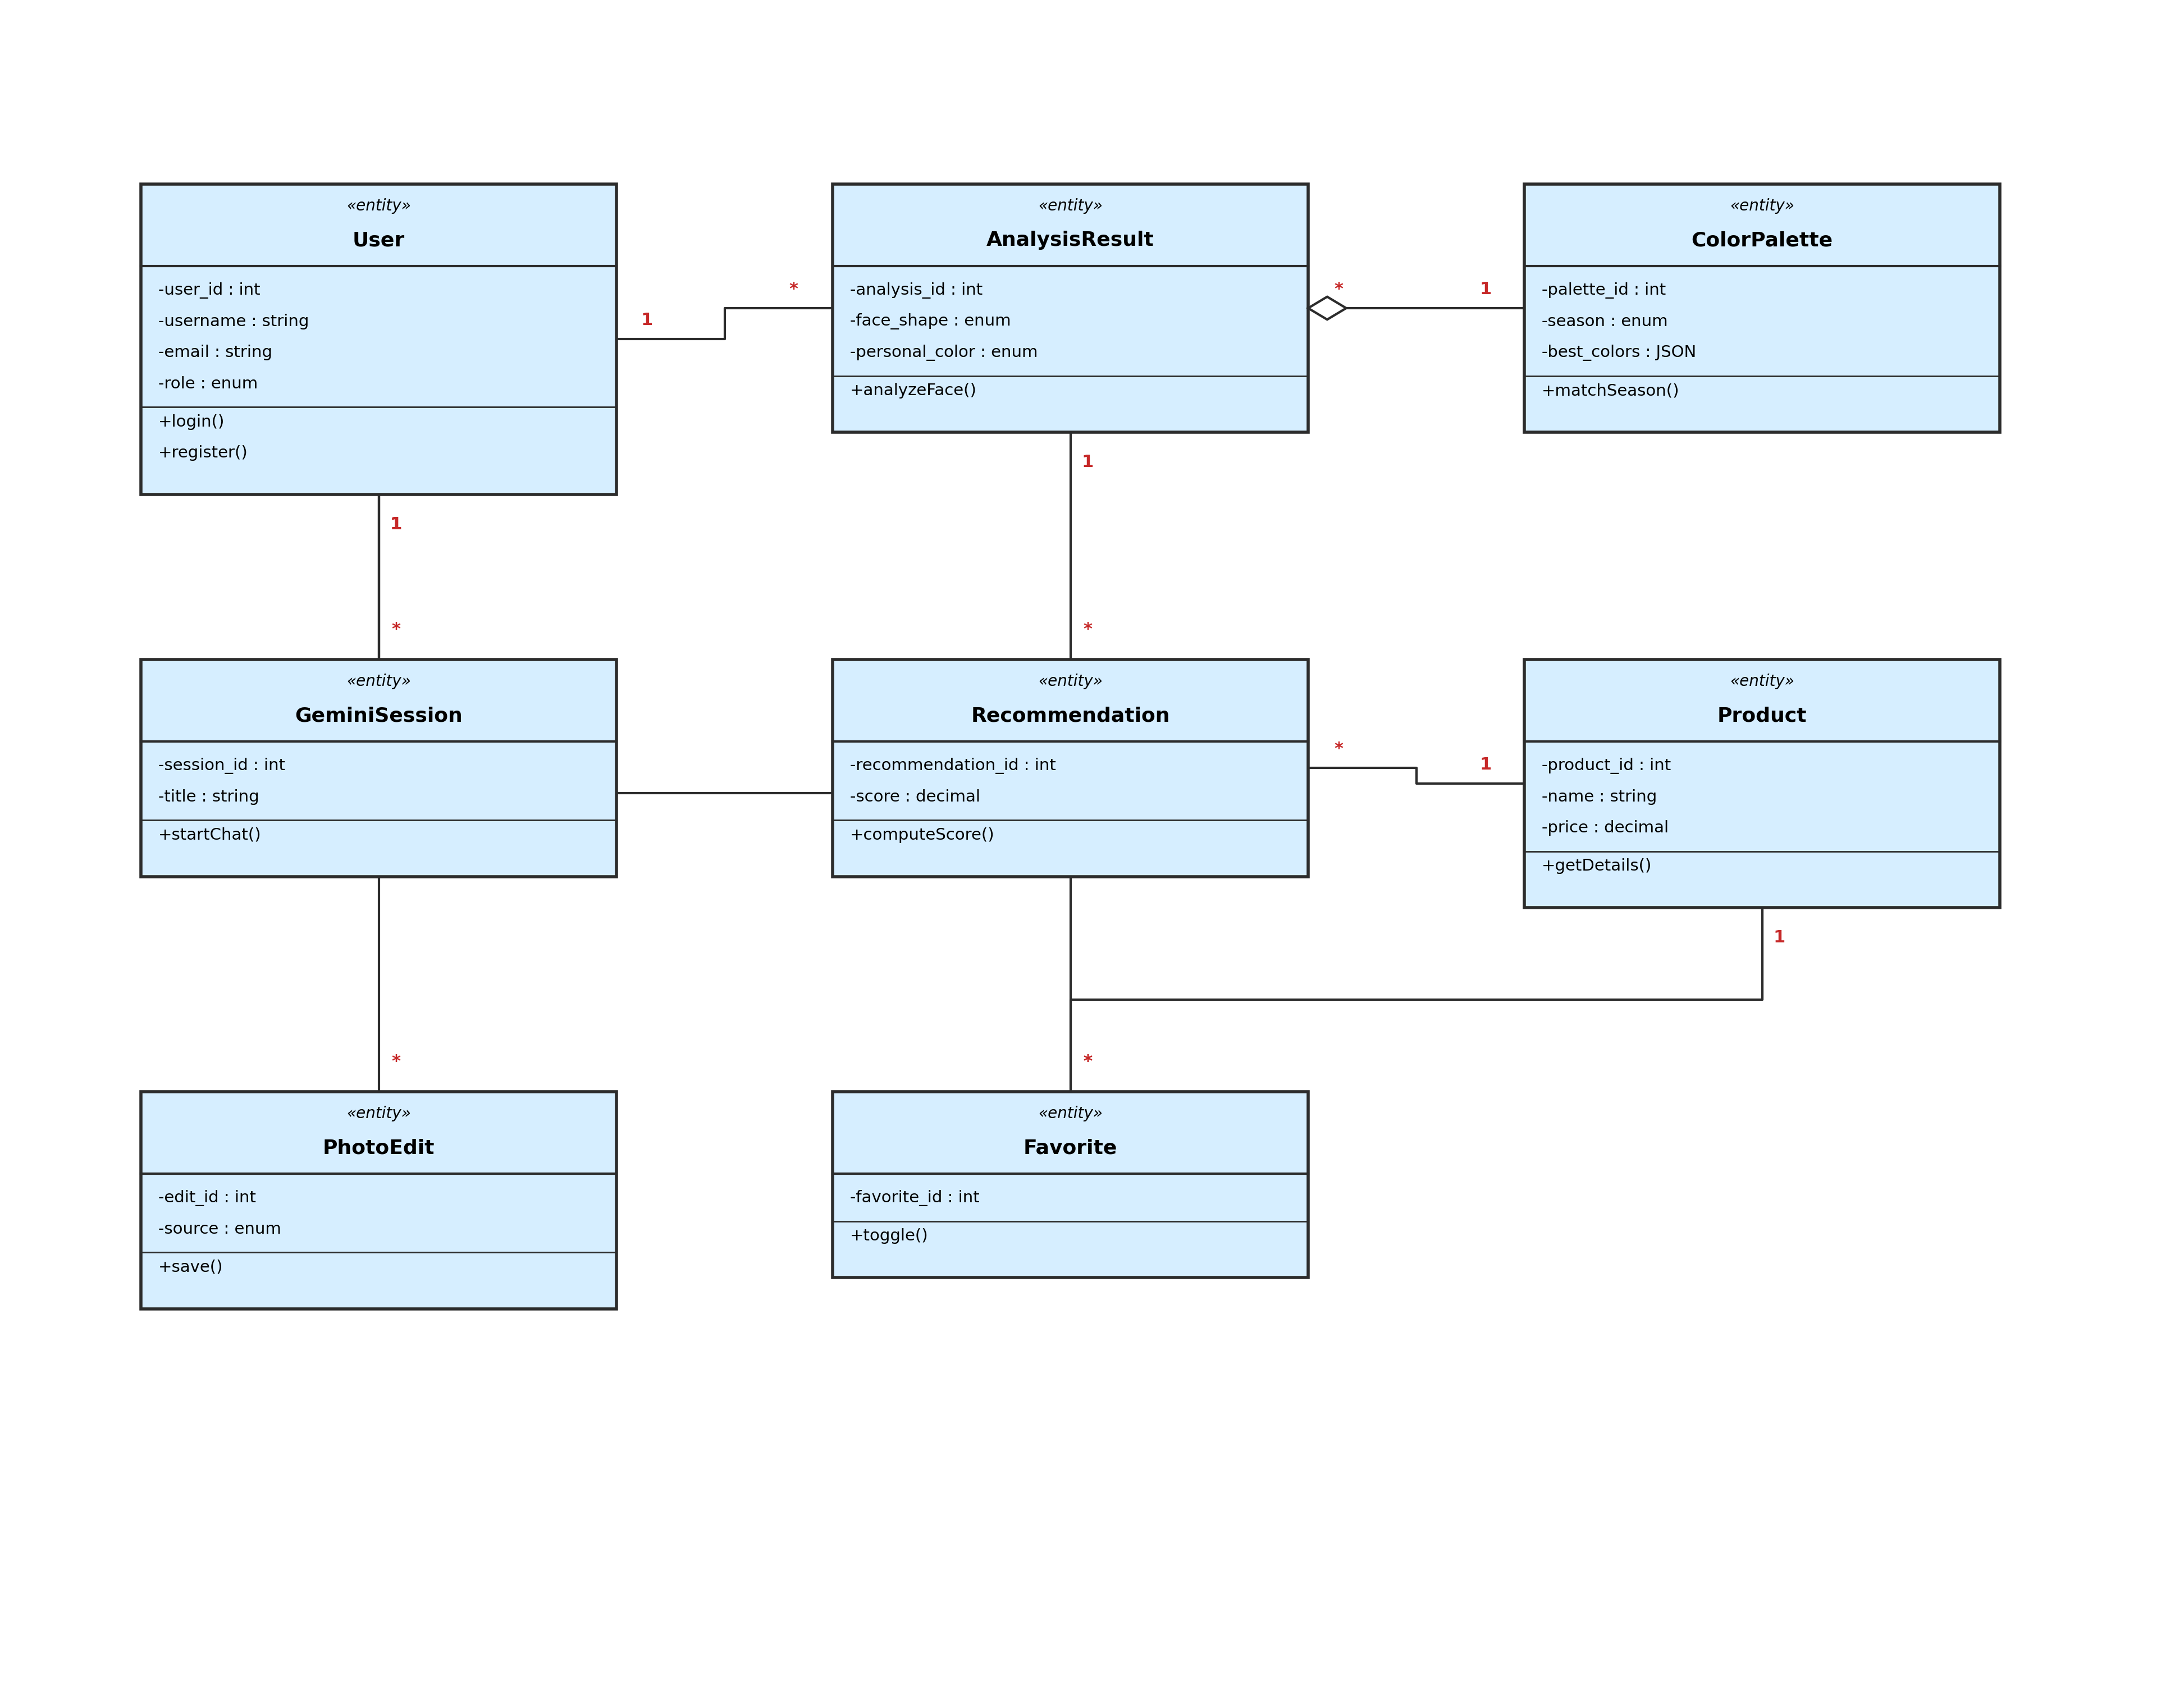 «entity»
User
-user_id : int
-username : string
-email : string
-role : enum
+login()
+register()
1
*
«entity»
AnalysisResult
-analysis_id : int
-face_shape : enum
-personal_color : enum
+analyzeFace()
*
1
«entity»
ColorPalette
-palette_id : int
-season : enum
-best_colors : JSON
+matchSeason()
1
*
1
*
«entity»
GeminiSession
-session_id : int
-title : string
+startChat()
«entity»
Recommendation
-recommendation_id : int
-score : decimal
+computeScore()
*
1
«entity»
Product
-product_id : int
-name : string
-price : decimal
+getDetails()
1
*
*
«entity»
PhotoEdit
-edit_id : int
-source : enum
+save()
«entity»
Favorite
-favorite_id : int
+toggle()